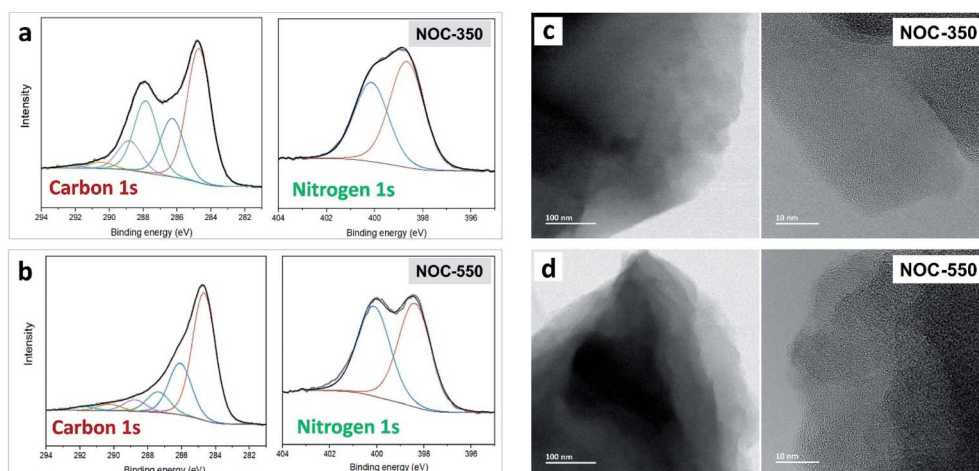 a
NOC-350
Intensity
Carbon 1s
Nitrogen 1s
294 292 290 288 286 284 282
404 402 400 398 396
Binding energy (eV)
Binding energy (eV)
b
NOC-550
Intensity
Carbon 1s
Nitrogen 1s
294 292 290 288 286 284 282
404 402 400 398 396
Binding energy (eV)
Binding energy (eV)
c
NOC-350
100 nm
10 nm
d
NOC-550
100 nm
10 nm